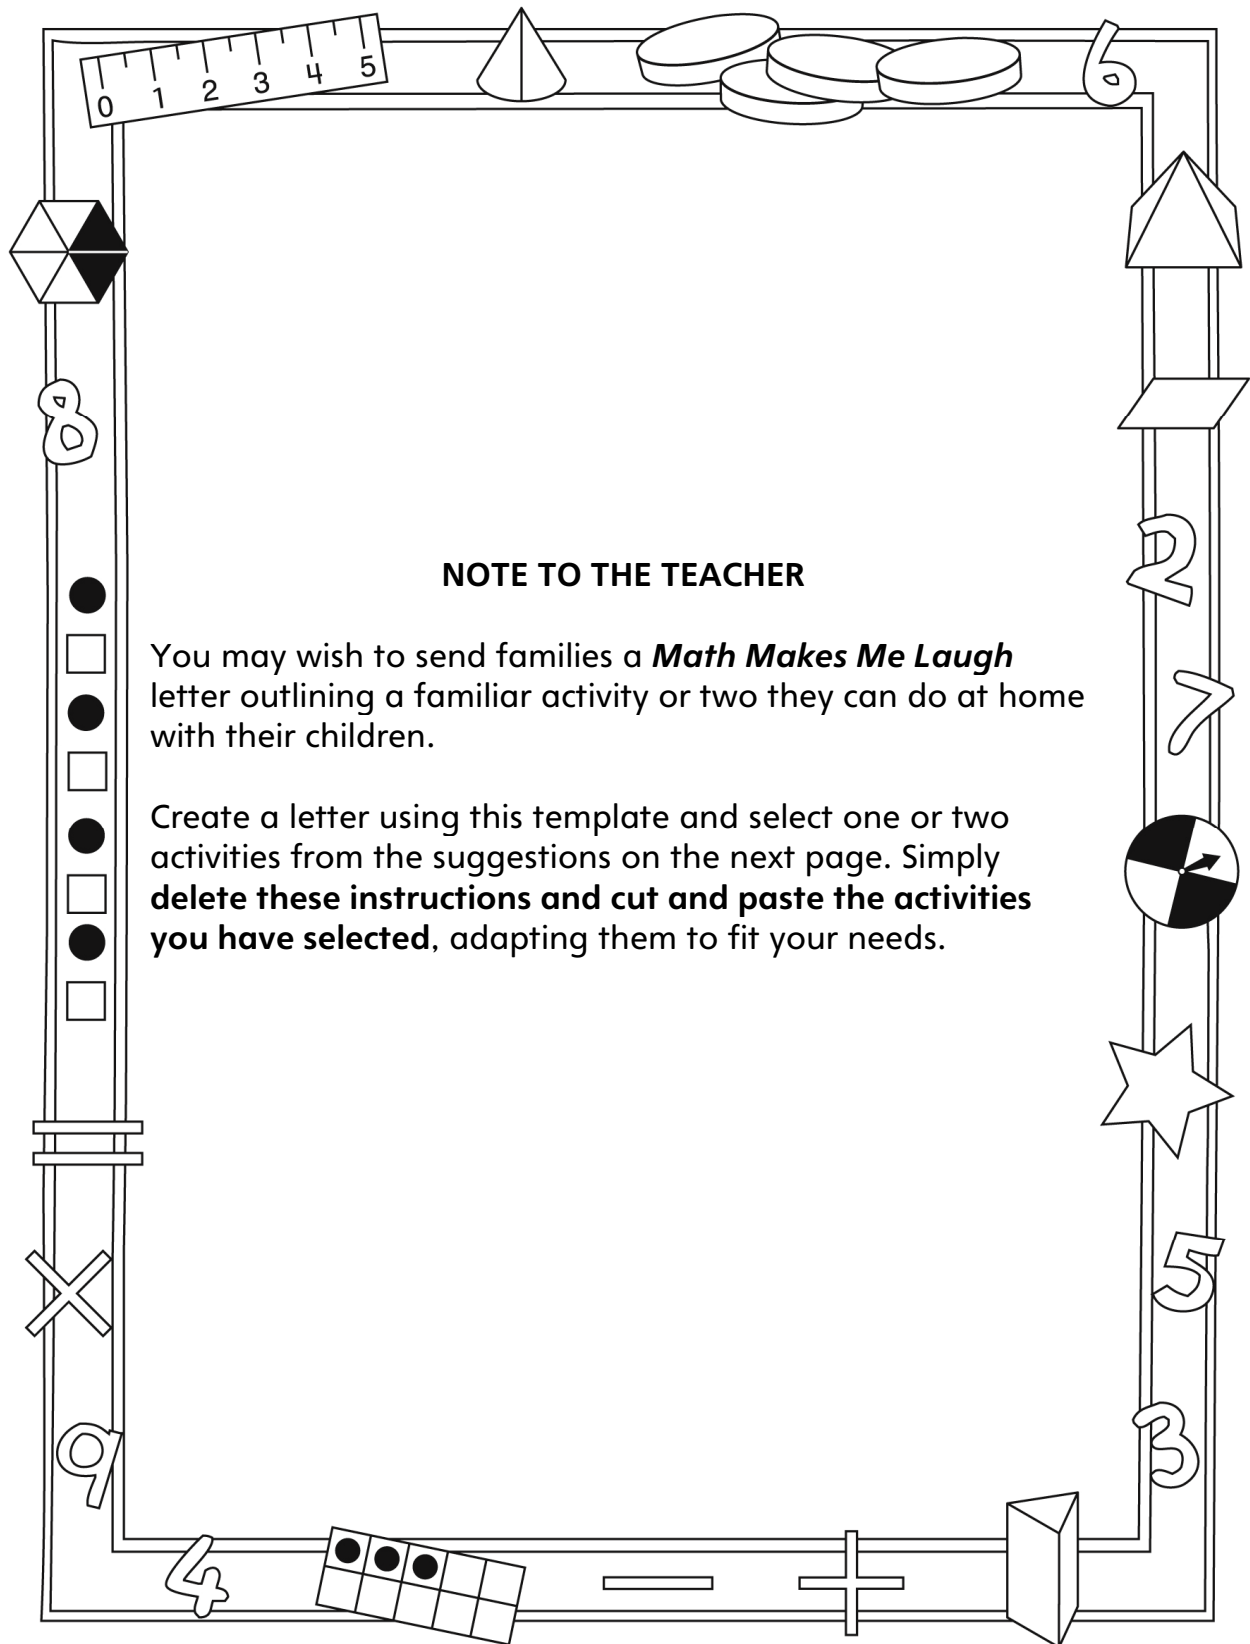 0 1 2 3 4 5
6
8
2
7
NOTE TO THE TEACHER
You may wish to send families a Math Makes Me Laugh
letter outlining a familiar activity or two they can do at home
with their children.
Create a letter using this template and select one or two
activities from the suggestions on the next page. Simply
delete these instructions and cut and paste the activities
you have selected, adapting them to fit your needs.
=
×
5
9
3
4
−
+